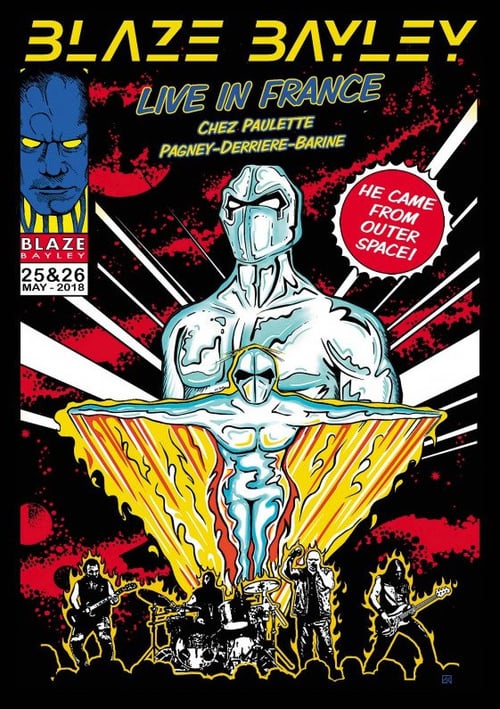 BLAZE BAYLEY
LIVE IN FRANCE
CHEZ PAULETTE
PAGNEY-DERRIERE-BARINE
HE CAME
FROM
OUTER
SPACE!
BLAZE
BAYLEY
25&26
MAY - 2018